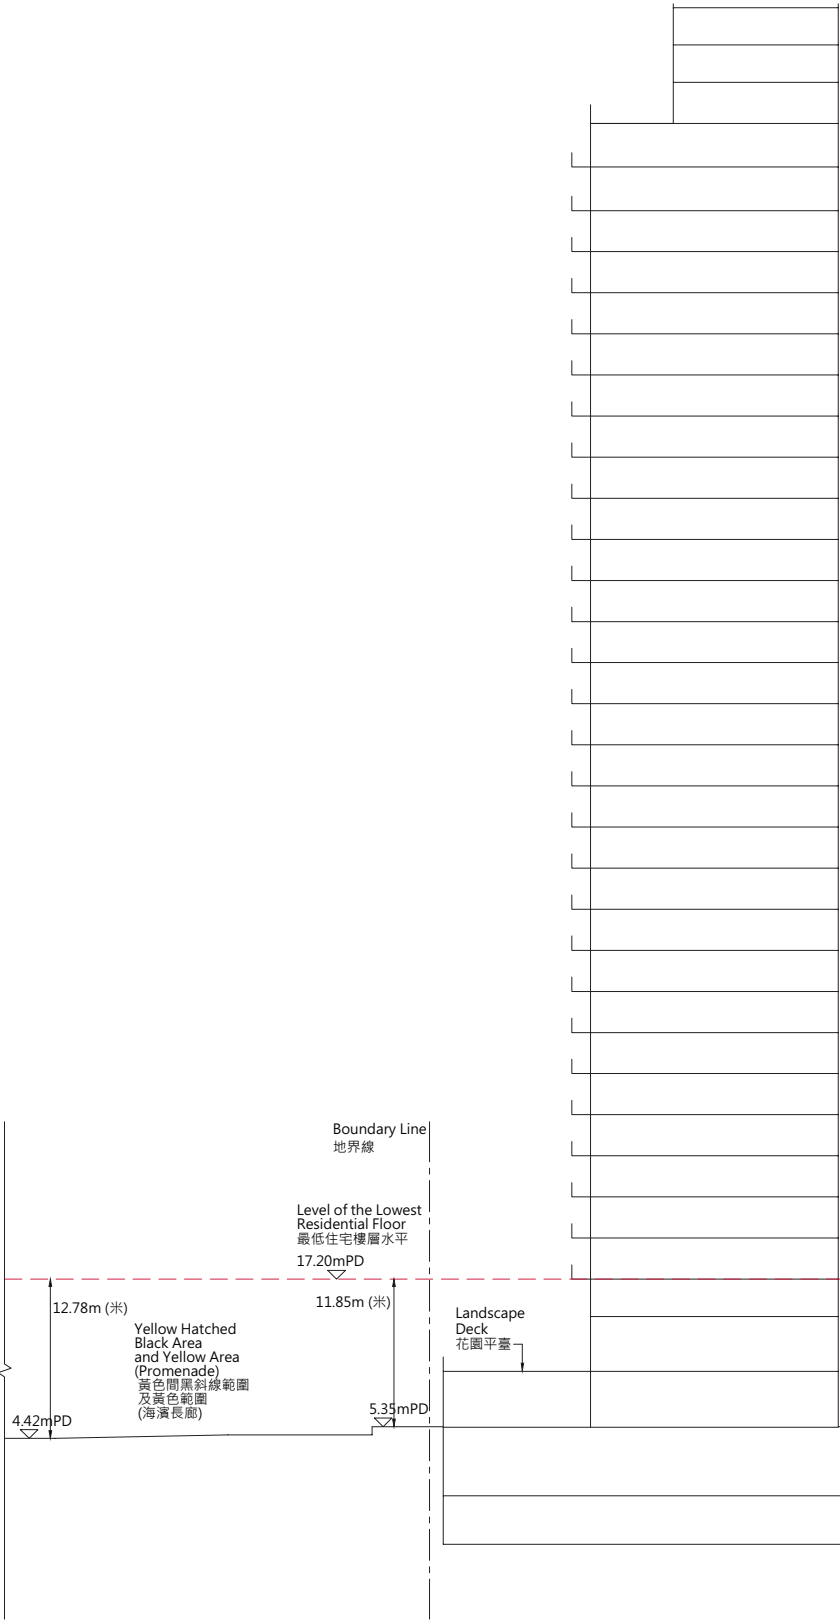 Boundary Line
地界線
Level of the Lowest
Residential Floor
最低住宅樓層水平
17.20mPD
12.78m (米)
11.85m (米)
Yellow Hatched
Black Area
and Yellow Area
(Promenade)
黃色間黑斜線範圍
及黃色範圍
(海濱長廊)
Landscape
Deck
花園平臺
4.42mPD
5.35mPD